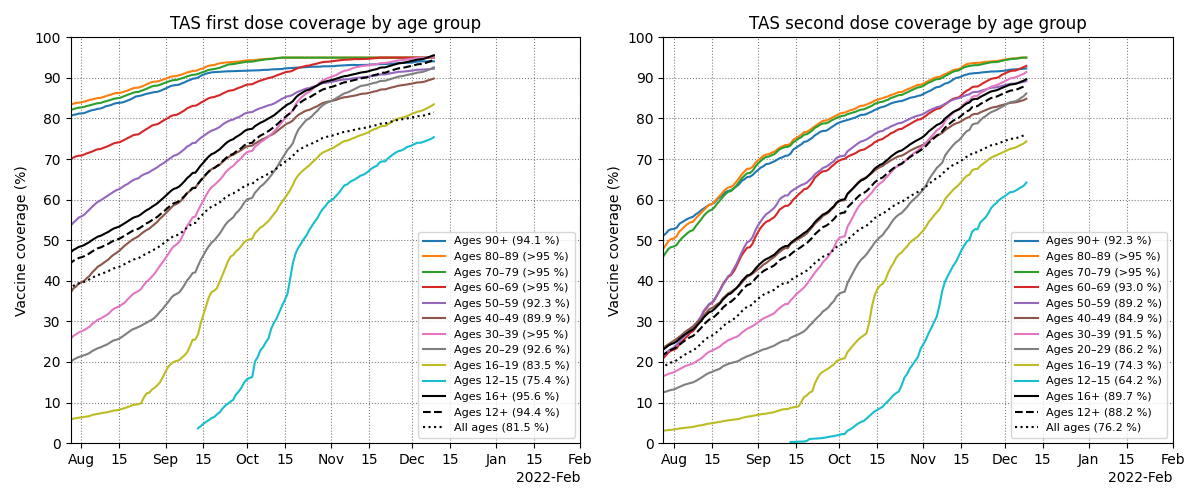 TAS first dose coverage by age group
Vaccine coverage (%)
100
90
80
70
60
50
40
30
20
10
0
Ages 90+ (94.1 %)
Ages 80–89 (>95 %)
Ages 70–79 (>95 %)
Ages 60–69 (>95 %)
Ages 50–59 (92.3 %)
Ages 40–49 (89.9 %)
Ages 30–39 (>95 %)
Ages 20–29 (92.6 %)
Ages 16–19 (83.5 %)
Ages 12–15 (75.4 %)
Ages 16+ (95.6 %)
Ages 12+ (94.4 %)
All ages (81.5 %)
Aug 15 Sep 15 Oct 15 Nov 15 Dec 15 Jan 15 Feb
2022-Feb
TAS second dose coverage by age group
Vaccine coverage (%)
100
90
80
70
60
50
40
30
20
10
0
Ages 90+ (92.3 %)
Ages 80–89 (>95 %)
Ages 70–79 (>95 %)
Ages 60–69 (93.0 %)
Ages 50–59 (89.2 %)
Ages 40–49 (84.9 %)
Ages 30–39 (91.5 %)
Ages 20–29 (86.2 %)
Ages 16–19 (74.3 %)
Ages 12–15 (64.2 %)
Ages 16+ (89.7 %)
Ages 12+ (88.2 %)
All ages (76.2 %)
Aug 15 Sep 15 Oct 15 Nov 15 Dec 15 Jan 15 Feb
2022-Feb